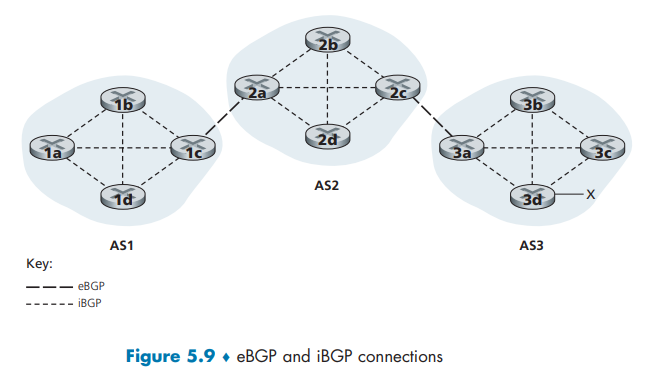 2b
2a
2c
1b
3b
2d
1a
1c
3a
3c
AS2
1d
3d
X
AS1
AS3
Key:
eBGP
iBGP
Figure 5.9 ♦ eBGP and iBGP connections